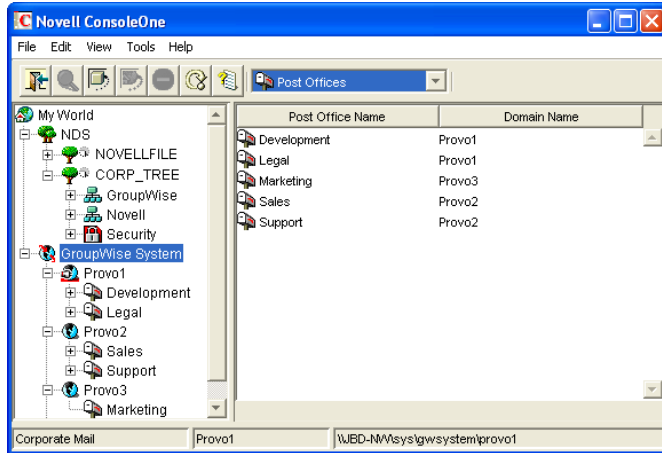 Novell ConsoleOne
File Edit View Tools Help
Post Offices
My World
NDS
NOVELLFILE
CORP_TREE
GroupWise
Novell
Security
GroupWise System
Provo1
Development
Legal
Provo2
Sales
Support
Provo3
Marketing
Post Office Name Domain Name
Development Provo1
Legal Provo1
Marketing Provo3
Sales Provo2
Support Provo2
Corporate Mail Provo1 \\JBD-NW\sys\gwsystem\provo1